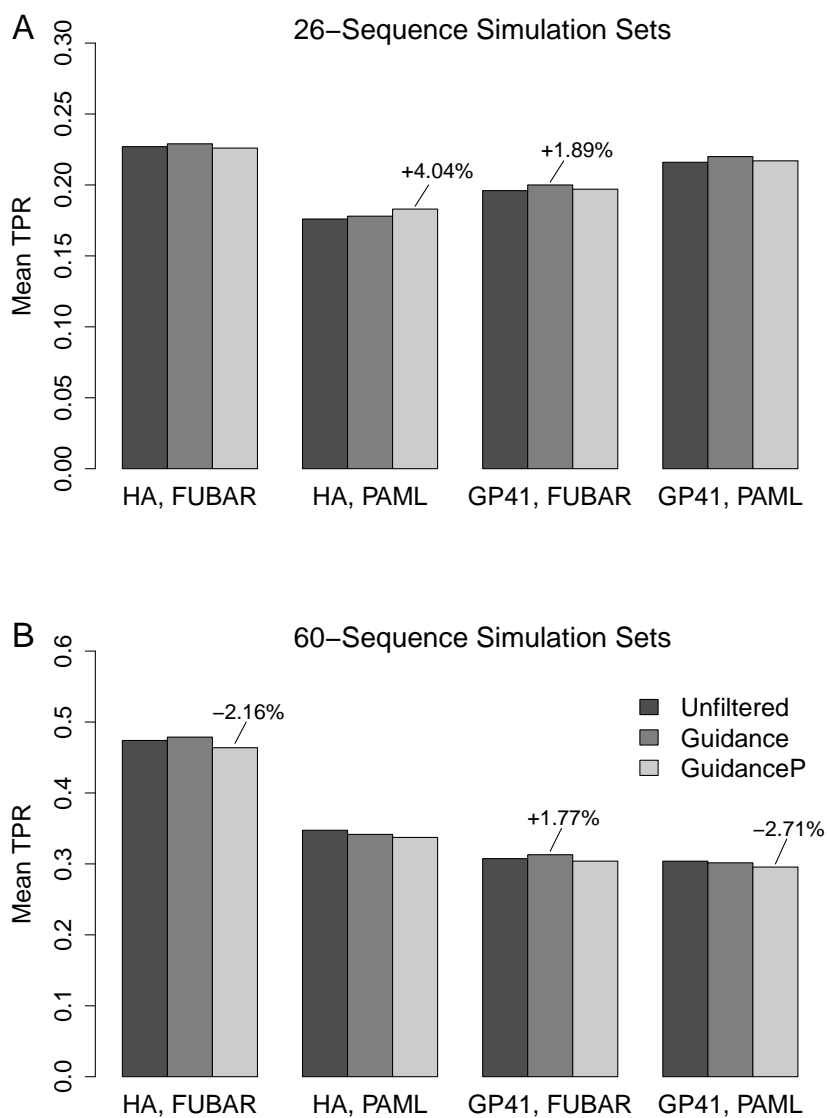 A
26−Sequence Simulation Sets
Mean TPR
0.30
0.25
0.20
0.15
0.10
0.05
0.00
+4.04%
+1.89%
HA, FUBAR
HA, PAML
GP41, FUBAR
GP41, PAML
B
60−Sequence Simulation Sets
Mean TPR
0.6
0.5
0.4
0.3
0.2
0.1
0.0
−2.16%
+1.77%
−2.71%
Unfiltered
Guidance
GuidanceP
HA, FUBAR
HA, PAML
GP41, FUBAR
GP41, PAML